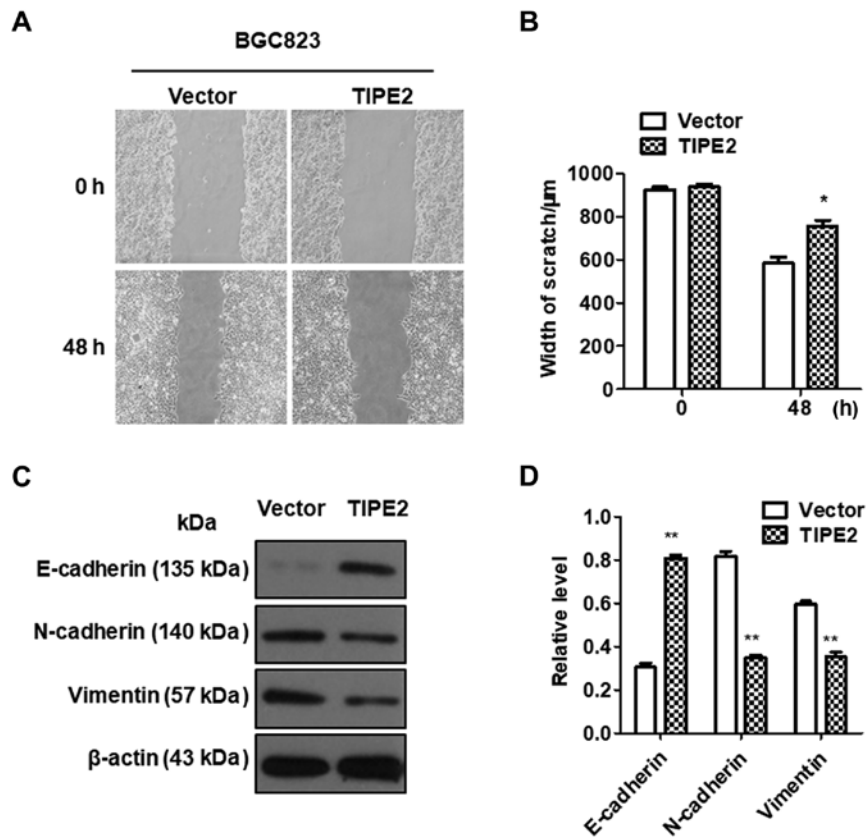 A
BGC823
Vector TIPE2
0 h
48 h
B
Vector
TIPE2
Width of scratch/µm
1000
800
600
400
200
0
*
0 48 (h)
C
kDa Vector TIPE2
E-cadherin (135 kDa)
N-cadherin (140 kDa)
Vimentin (57 kDa)
β-actin (43 kDa)
D
Vector
TIPE2
Relative level
1.0
0.8
0.6
0.4
0.2
0.0
**
**
**
E-cadherin
N-cadherin
Vimentin